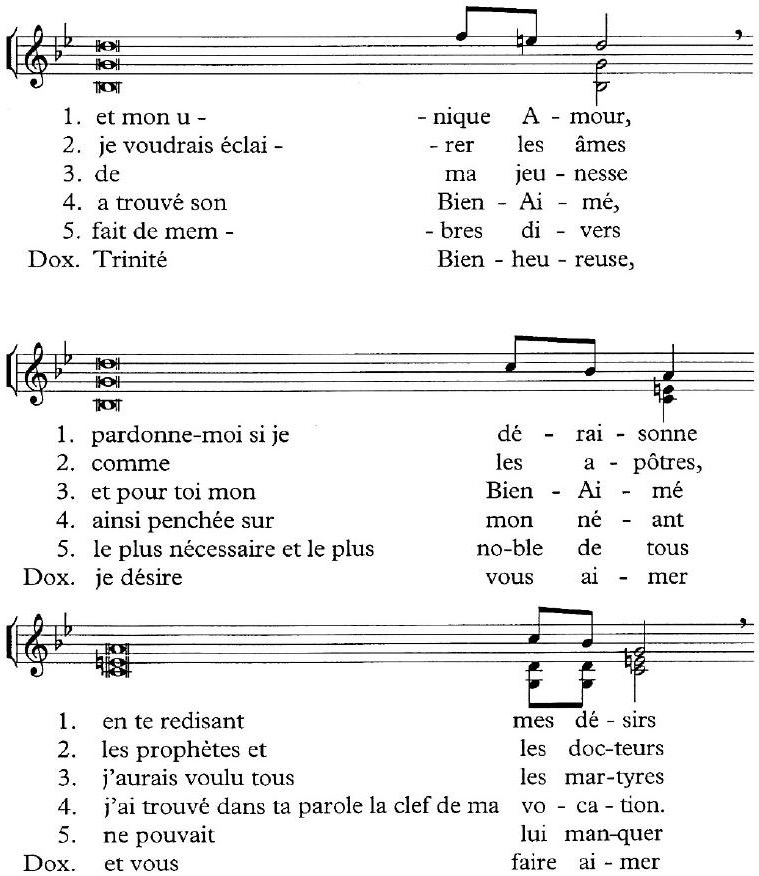 1. et mon u - - nique A - mour,
2. je voudrais éclai - - rer les âmes
3. de ma jeu - nesse
4. a trouvé son Bien - Ai - mé,
5. fait de mem - - bres di - vers
Dox. Trinité Bien - heu - reuse,
1. pardonne-moi si je dé - rai - sonne
2. comme les a - pôtres,
3. et pour toi mon Bien - Ai - mé
4. ainsi penchée sur mon né - ant
5. le plus nécessaire et le plus no-ble de tous
Dox. je désire vous ai - mer
1. en te redisant mes dé - sirs
2. les prophètes et les doc-teurs
3. j'aurais voulu tous les mar-tyres
4. j'ai trouvé dans ta parole la clef de ma vo - ca - tion.
5. ne pouvait lui man-quer
Dox. et vous faire ai - mer